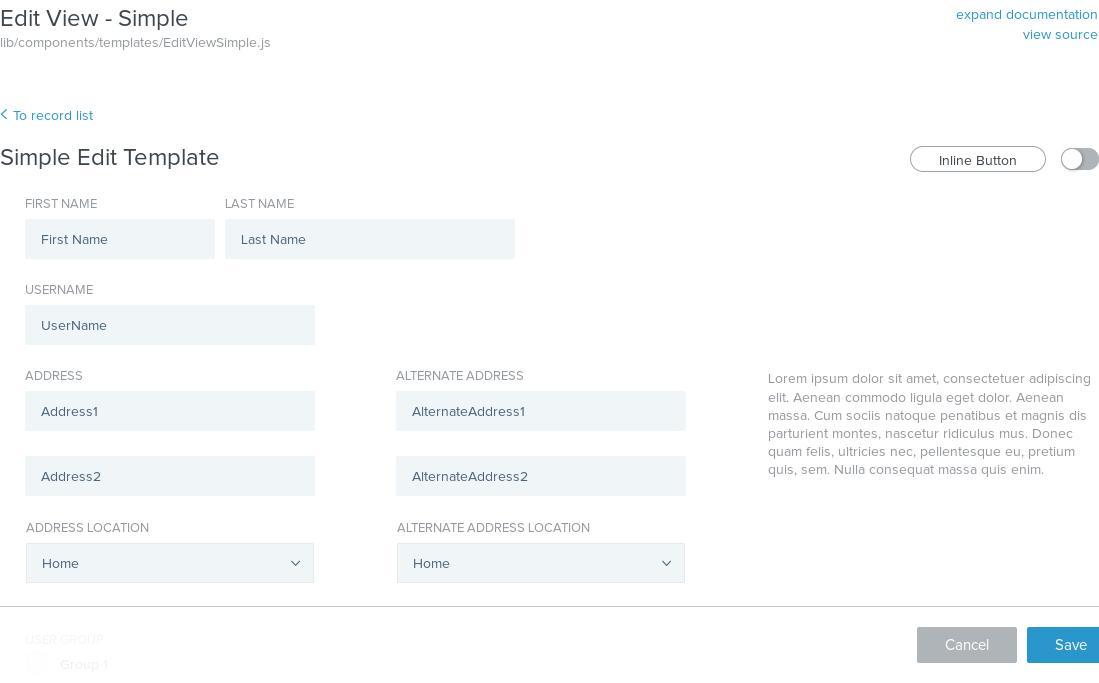 Edit View - Simple
expand documentation
lib/components/templates/EditViewSimple.js
view source
To record list
Simple Edit Template
Inline Button
FIRST NAME
LAST NAME
First Name
Last Name
USERNAME
UserName
ADDRESS
ALTERNATE ADDRESS
Address1
AlternateAddress1
Address2
AlternateAddress2
Lorem ipsum dolor sit amet, consectetuer adipiscing
elit. Aenean commodo ligula eget dolor. Aenean
massa. Cum sociis natoque penatibus et magnis dis
parturient montes, nascetur ridiculus mus. Donec
quam felis, ultricies nec, pellentesque eu, pretium
quis, sem. Nulla consequat massa quis enim.
ADDRESS LOCATION
ALTERNATE ADDRESS LOCATION
Home
Home
USER GROUP
Group 1
Cancel
Save